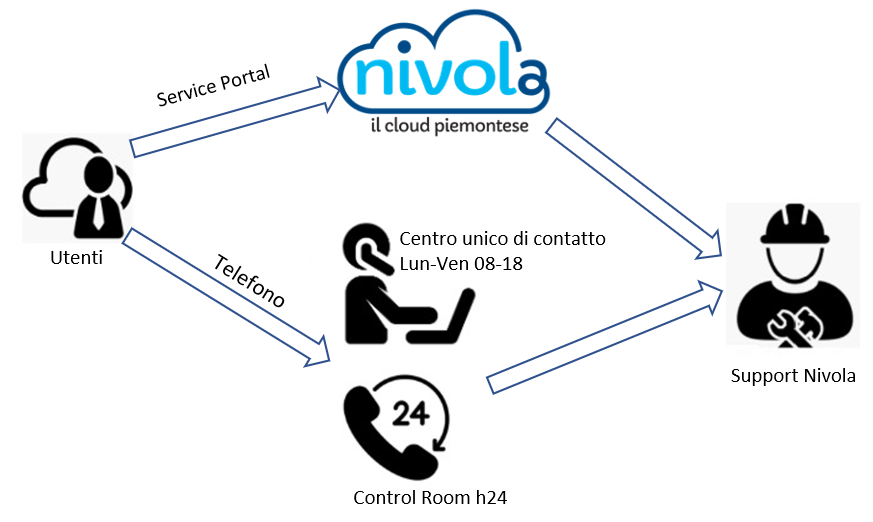 Service Portal
nivola
il cloud piemontese
Utenti
Telefono
Centro unico di contatto
Lun-Ven 08-18
24
Control Room h24
Support Nivola